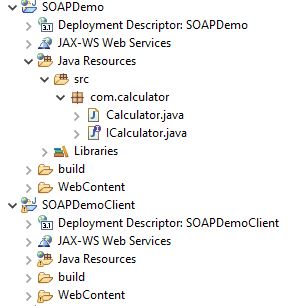 SOAPDemo
Deployment Descriptor: SOAPDemo
JAX-WS Web Services
Java Resources
src
com.calculator
Calculator.java
ICalculator.java
Libraries
build
WebContent
SOAPDemoClient
Deployment Descriptor: SOAPDemoClient
JAX-WS Web Services
Java Resources
build
WebContent